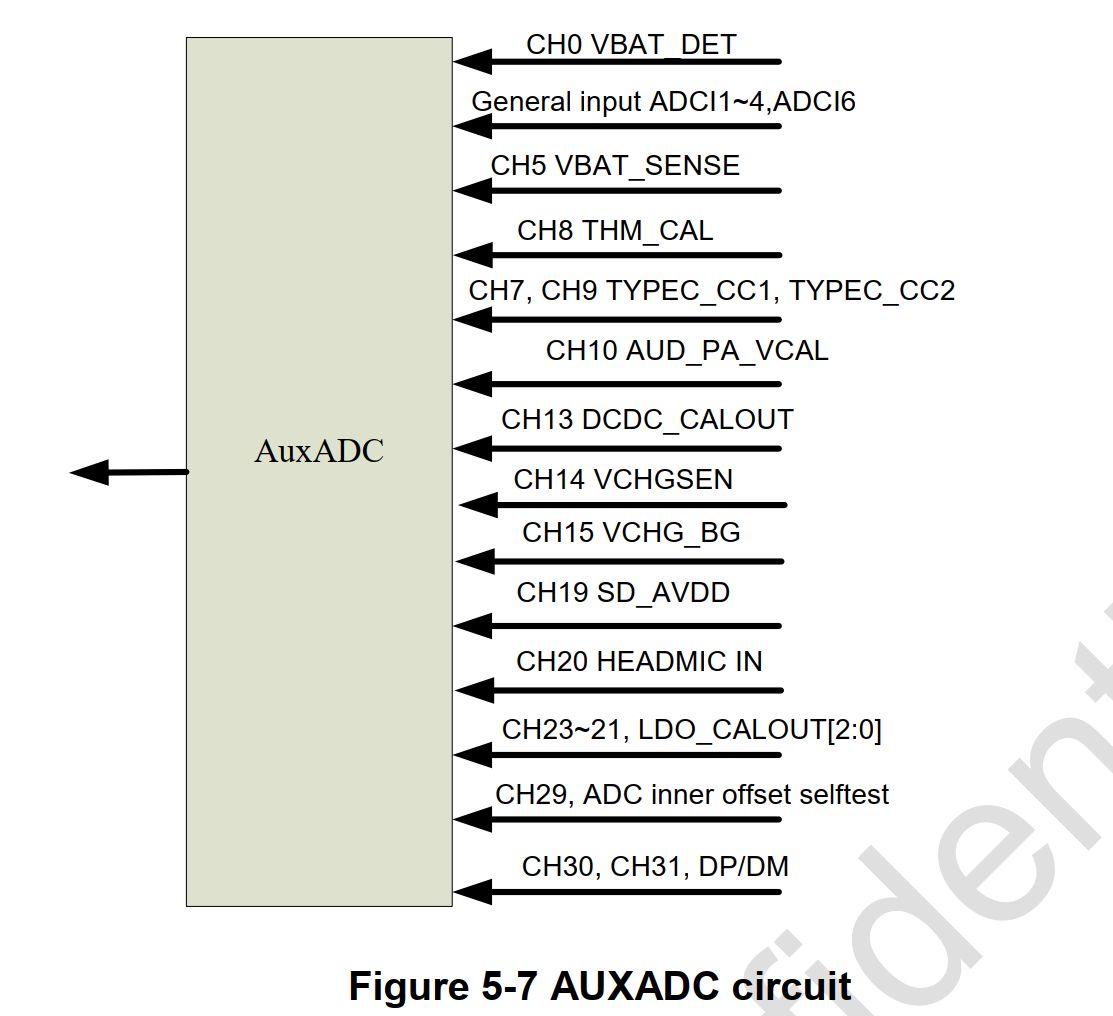 CH0 VBAT_DET
General input ADCI1~4,ADCI6
CH5 VBAT_SENSE
CH8 THM_CAL
CH7, CH9 TYPEC_CC1, TYPEC_CC2
CH10 AUD_PA_VCAL
CH13 DCDC_CALOUT
AuxADC
CH14 VCHGSEN
CH15 VCHG_BG
CH19 SD_AVDD
CH20 HEADMIC IN
CH23~21, LDO_CALOUT[2:0]
CH29, ADC inner offset selftest
CH30, CH31, DP/DM
fident
Figure 5-7 AUXADC circuit